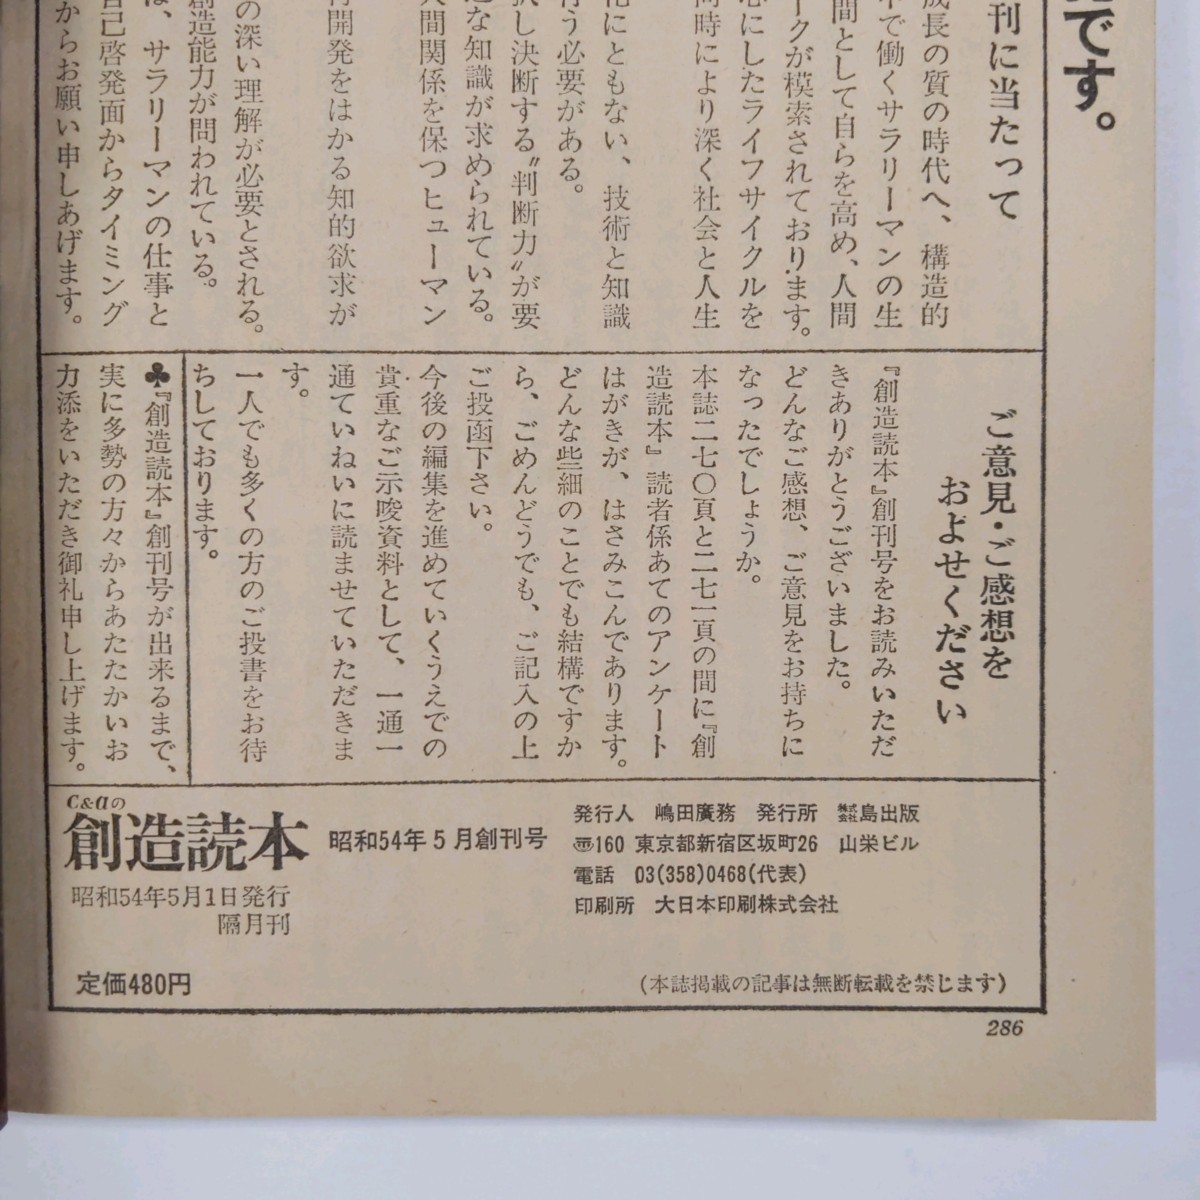 です。
刊に当たって
成長の質の時代へ、構造的
で働くサラリーマンの生
間として自らを高め、人間
ークが模索されております。
心にしたライフサイクルを
同時により深く社会と人生
化にともない、技術と知識
行う必要がある。
択し決断する〝判断力〟が要
な知識が求められている。
人間関係を保つヒューマン
開発をはかる知的欲求が
の深い理解が必要とされる。
創造能力が問われている。
は、サラリーマンの仕事と
自己啓発面からタイミング
からお願い申しあげます。
ご意見・ご感想を
およせください
『創造読本』創刊号をお読みいただ
きありがとうございました。
どんなご感想、ご意見をお持ちに
なったでしょうか。
本誌二七〇頁と二七一頁の間に『創
造読本』読者係あてのアンケート
はがきが、はさみこんであります。
どんな些細のことでも結構ですか
ら、ごめんどうでも、ご記入の上
ご投函下さい。
今後の編集を進めていくうえでの
貴重なご示唆資料として、一通一
通ていねいに読ませていただきま
す。
一人でも多くの方のご投書をお待
ちしております。
♣『創造読本』創刊号が出来るまで、
実に多勢の方々からあたたかいお
力添をいただき御礼申し上げます。
C&aの
創造読本 昭和54年5月創刊号
昭和54年5月1日発行
隔月刊
定価480円
発行人 嶋田廣務 発行所 株式会社島出版
〠160 東京都新宿区坂町26 山栄ビル
電話 03(358)0468(代表)
印刷所 大日本印刷株式会社
(本誌掲載の記事は無断転載を禁じます)
286